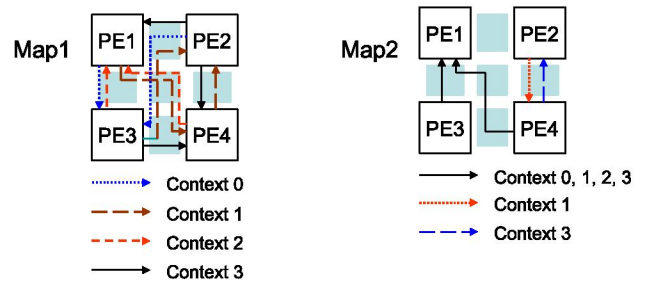 Map1
PE1
PE2
PE3
PE4
Context 0
Context 1
Context 2
Context 3
Map2
PE1
PE2
PE3
PE4
Context 0, 1, 2, 3
Context 1
Context 3